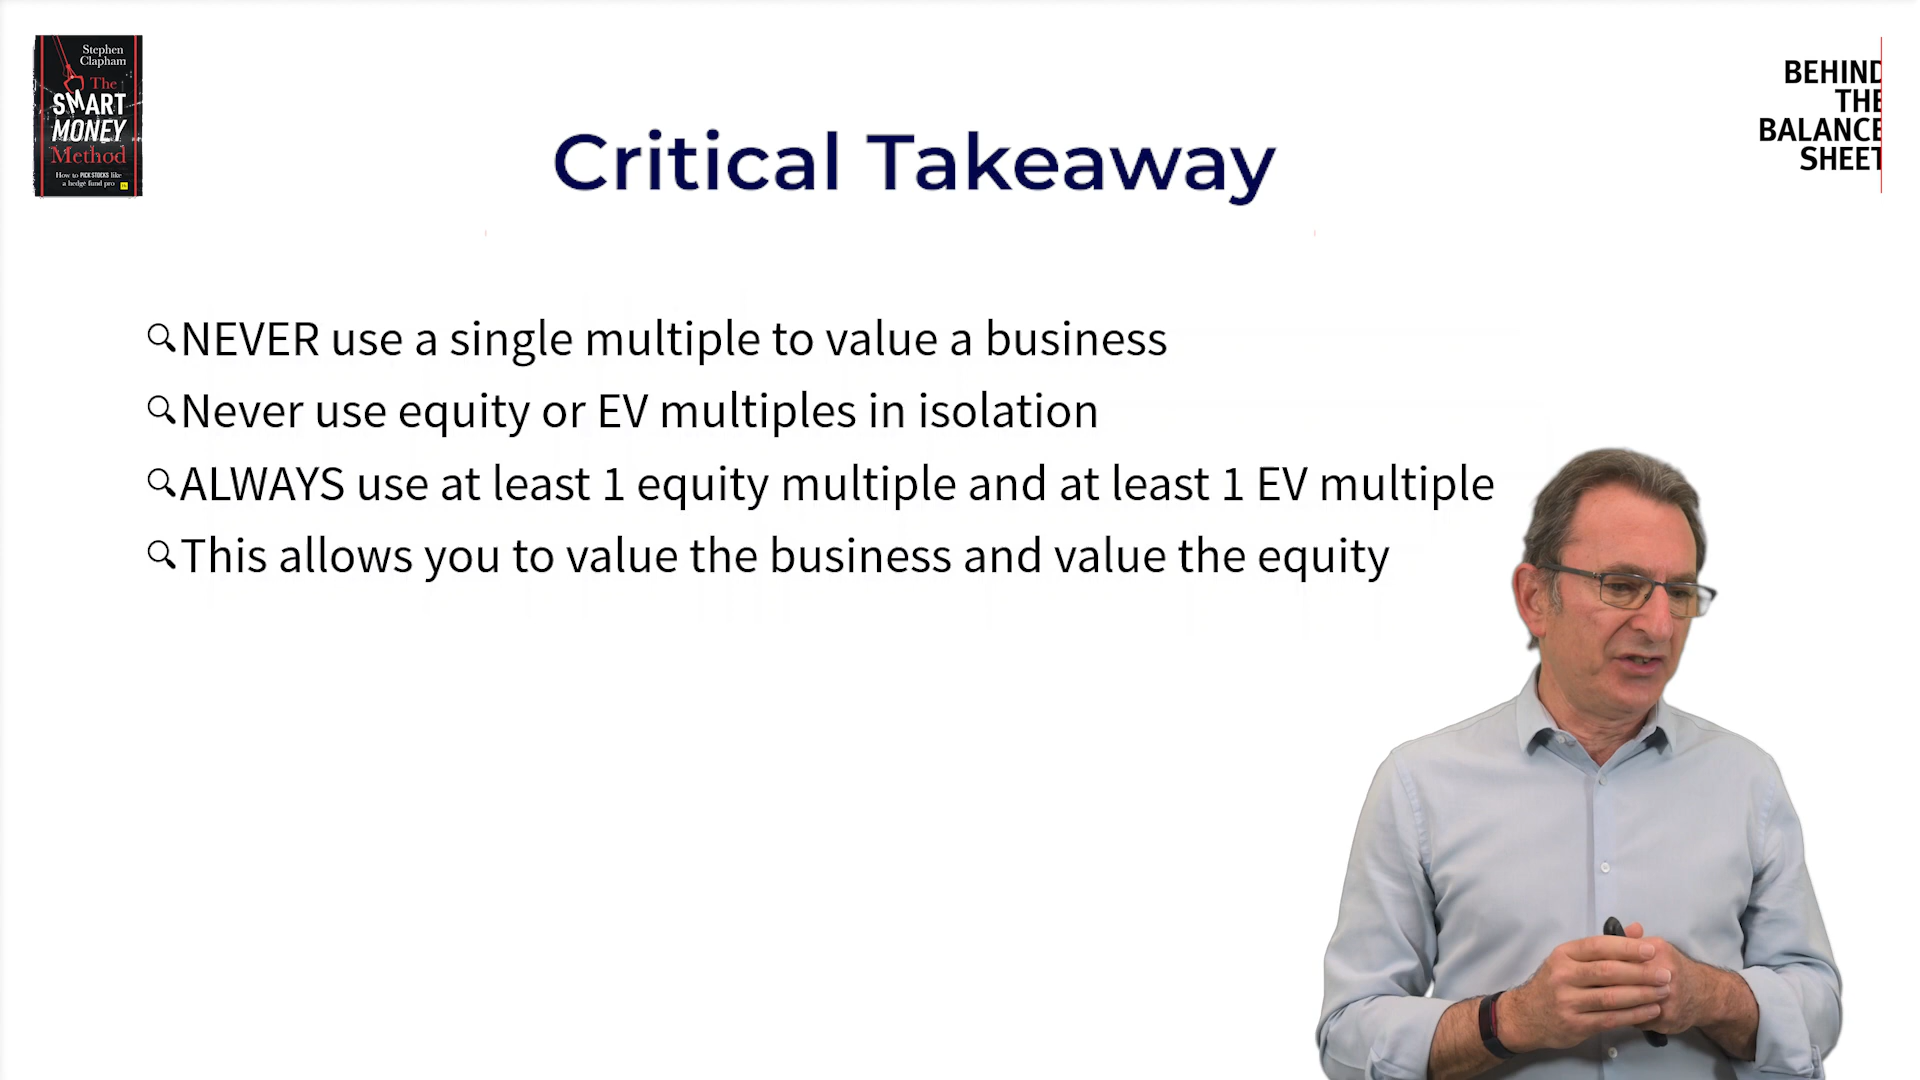 Stephen
Clapham
The
SMART
MONEY
Method
How to PICK STOCKS like
a hedge fund pro
BEHIND
THE
BALANCE
SHEET
Critical Takeaway
NEVER use a single multiple to value a business
Never use equity or EV multiples in isolation
ALWAYS use at least 1 equity multiple and at least 1 EV multiple
This allows you to value the business and value the equity